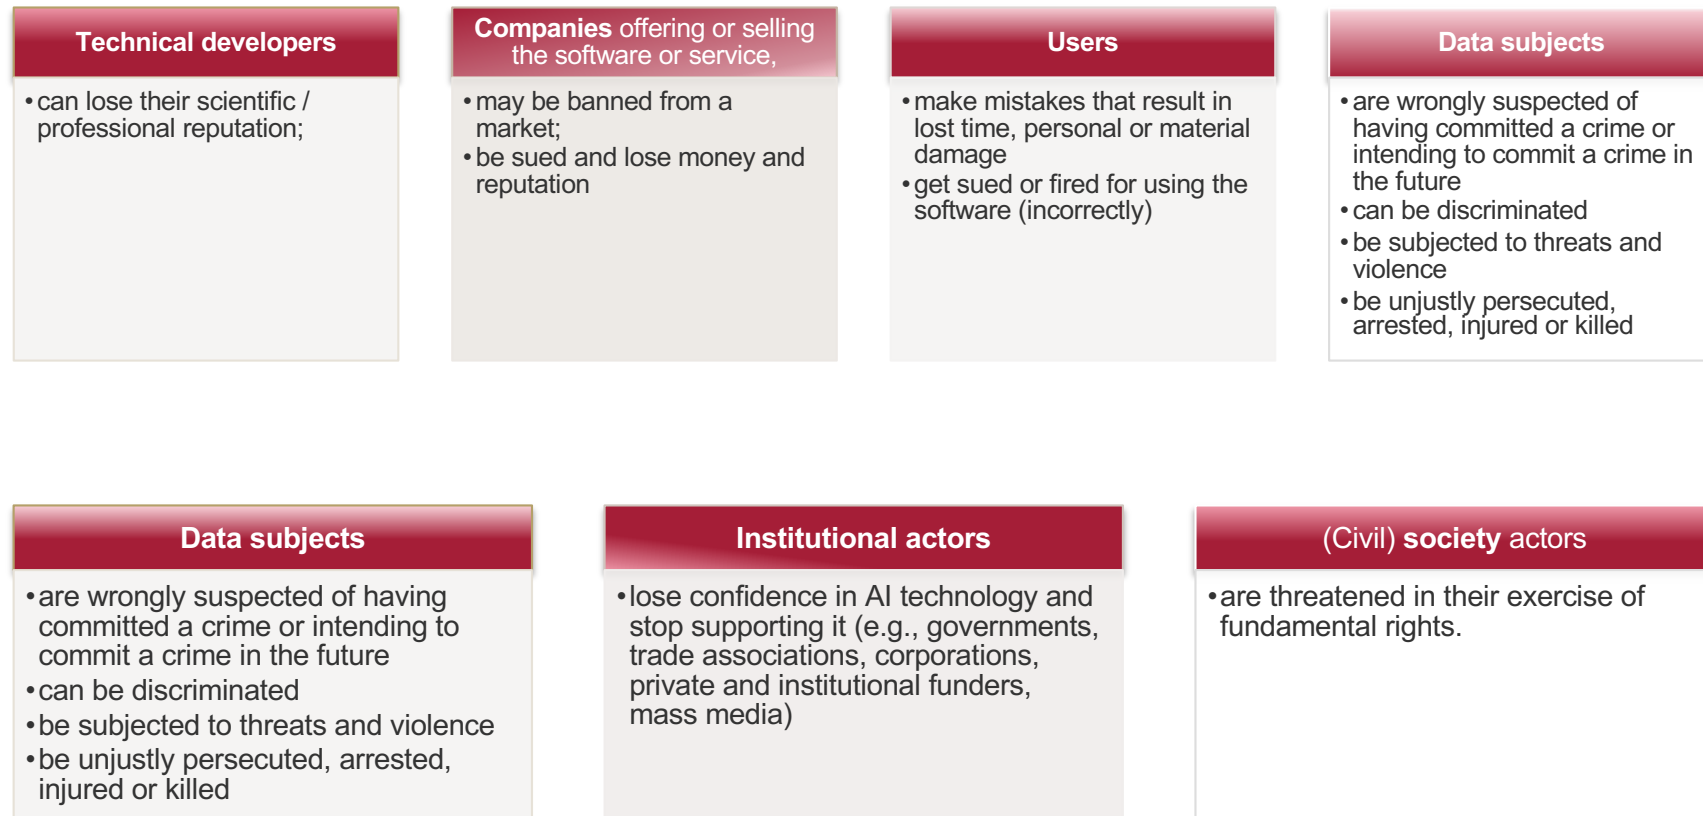 Technical developers
• can lose their scientific /
professional reputation;
Companies offering or selling
the software or service,
• may be banned from a
market;
• be sued and lose money and
reputation
Users
• make mistakes that result in
lost time, personal or material
damage
• get sued or fired for using the
software (incorrectly)
Data subjects
• are wrongly suspected of
having committed a crime or
intending to commit a crime in
the future
• can be discriminated
• be subjected to threats and
violence
• be unjustly persecuted,
arrested, injured or killed
Data subjects
• are wrongly suspected of having
committed a crime or intending to
commit a crime in the future
• can be discriminated
• be subjected to threats and violence
• be unjustly persecuted, arrested,
injured or killed
Institutional actors
• lose confidence in AI technology and
stop supporting it (e.g., governments,
trade associations, corporations,
private and institutional funders,
mass media)
(Civil) society actors
• are threatened in their exercise of
fundamental rights.